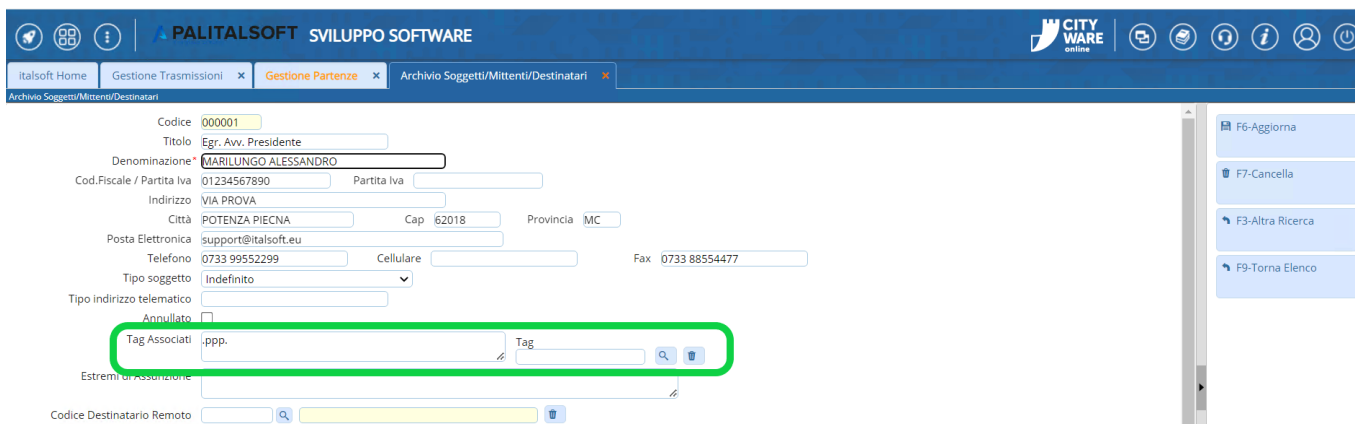 PALITALSOFT SVILUPPO SOFTWARE CITY WARE online
italsoft Home Gestione Trasmissioni × Gestione Partenze × Archivio Soggetti/Mittenti/Destinatari ×
Archivio Soggetti/Mittenti/Destinatari
Codice 000001 F6-Aggiorna
Titolo Egr. Avv. Presidente
Denominazione* MARILUNGO ALESSANDRO
Cod.Fiscale / Partita Iva 01234567890 Partita Iva F7-Cancella
Indirizzo VIA PROVA
Città POTENZA PIECNA Cap 62018 Provincia MC F3-Altra Ricerca
Posta Elettronica support@italsoft.eu
Telefono 0733 99552299 Cellulare Fax 0733 88554477 F9-Torna Elenco
Tipo soggetto Indefinito
Tipo indirizzo telematico
Annullato
Tag Associati .ppp. Tag
Estremi di Assunzione
Codice Destinatario Remoto